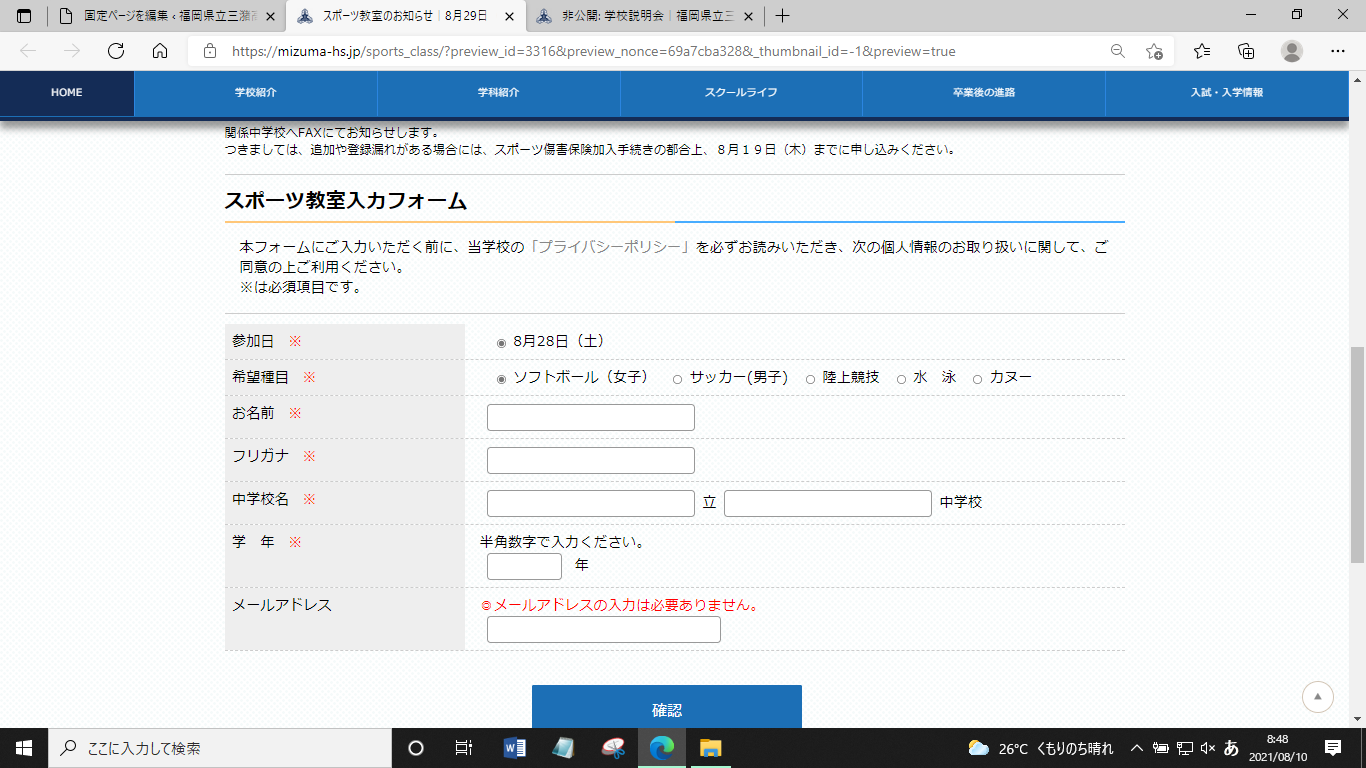 固定ページを編集 ‹ 福岡県立三潴高
スポーツ教室のお知らせ | 8月29日
非公開: 学校説明会 | 福岡県立三
https://mizuma-hs.jp/sports_class/?preview_id=3316&preview_nonce=69a7cba328&_thumbnail_id=-1&preview=true
HOME 学校紹介 学科紹介 スクールライフ 卒業後の進路 入試・入学情報
関係中学校へFAXにてお知らせします。
つきましては、追加や登録漏れがある場合には、スポーツ傷害保険加入手続きの都合上、８月１９日（木）までに申し込みください。
スポーツ教室入力フォーム
本フォームにご入力いただく前に、当学校の「プライバシーポリシー」を必ずお読みいただき、次の個人情報のお取り扱いに関して、ご
同意の上ご利用ください。
※は必須項目です。
参加日 ※ 8月28日（土）
希望種目 ※ ソフトボール（女子） サッカー(男子) 陸上競技 水　泳 カヌー
お名前 ※
フリガナ ※
中学校名 ※ 立 中学校
学　年 ※ 半角数字で入力ください。
年
メールアドレス ◎メールアドレスの入力は必要ありません。
確認
ここに入力して検索
26°C くもりのち晴れ
あ
8:48
2021/08/10